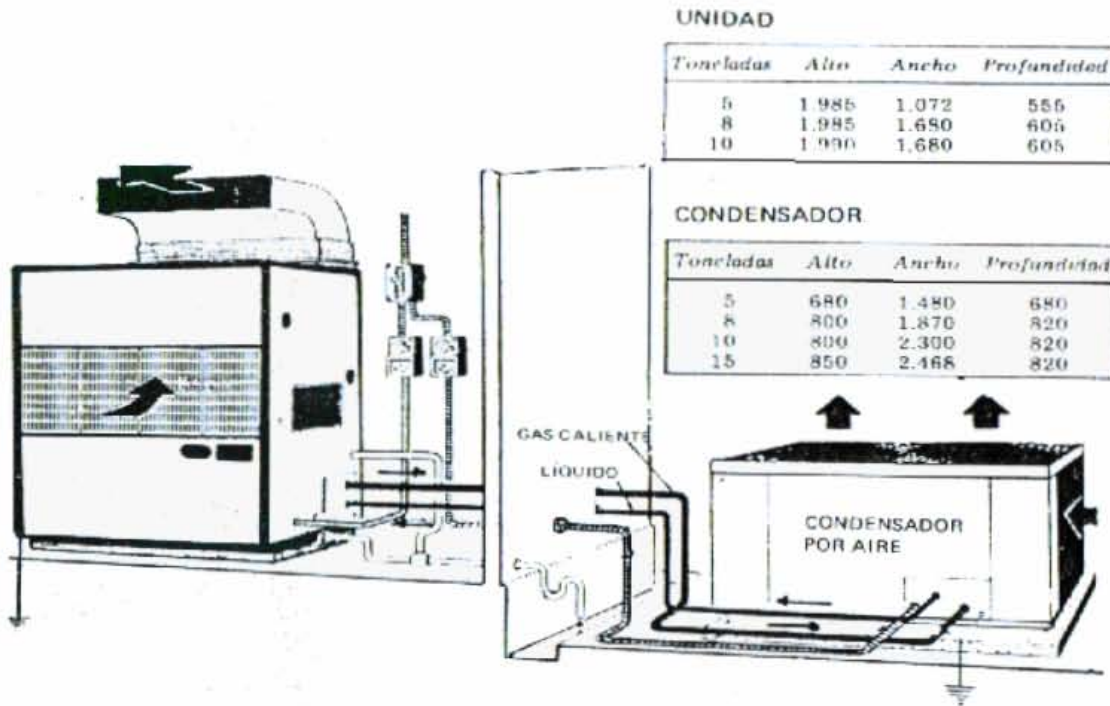 UNIDAD
Toneladas Alto Ancho Profundidad
5 1.985 1.072 555
8 1.985 1.680 605
10 1.990 1.680 605
CONDENSADOR
Toneladas Alto Ancho Profundidad
5 680 1.480 680
8 800 1.870 820
10 800 2.300 820
15 850 2.468 820
GAS CALIENTE
LÍQUIDO
CONDENSADOR
POR AIRE